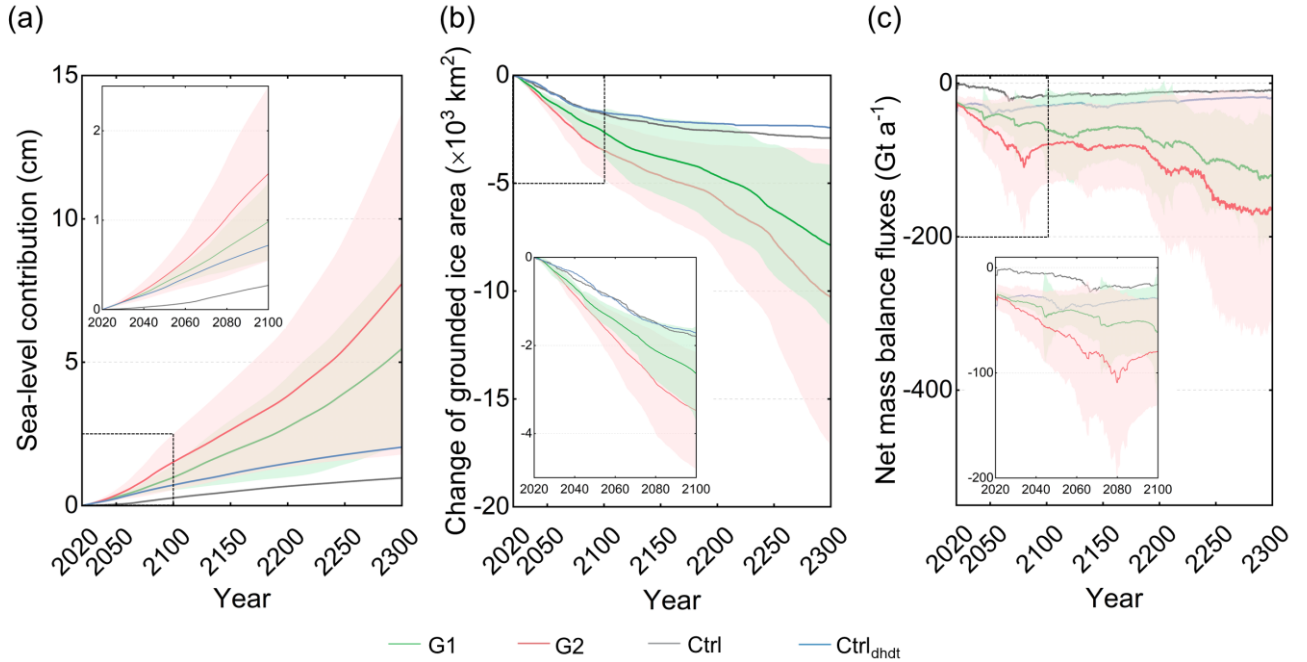 (a)
Sea-level contribution (cm)
15
10
5
0
2
1
0
2020 2040 2060 2080 2100
2020 2050 2100 2150 2200 2250 2300
Year
(b)
Change of grounded ice area (×10³ km²)
0
-5
-10
-15
-20
0
-2
-4
2020 2040 2060 2080 2100
2020 2050 2100 2150 2200 2250 2300
Year
(c)
Net mass balance fluxes (Gt a⁻¹)
0
-200
-400
0
-100
-200
2020 2040 2060 2080 2100
2020 2050 2100 2150 2200 2250 2300
Year
G1 G2 Ctrl Ctrl_dhdt